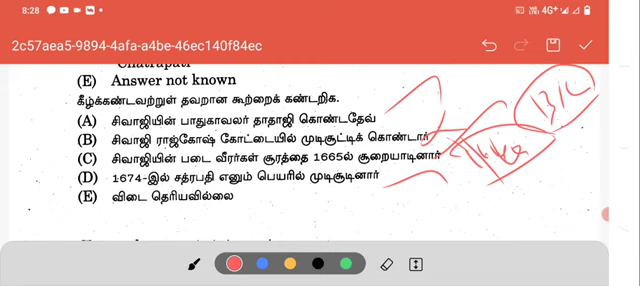 8:28
4G+
2c57aea5-9894-4afa-a4be-46ec140f84ec
Chatrapati
(E) Answer not known
கீழ்க்கண்டவற்றுள் தவறான கூற்றைக் கண்டறிக.
(A) சிவாஜியின் பாதுகாவலர் தாதாஜி கொண்டதேவ்
(B) சிவாஜி ராஜ்கோஷ் கோட்டையில் முடிசூட்டிக் கொண்டார்
(C) சிவாஜியின் படை வீரர்கள் சூரத்தை 1665ல் சூறையாடினார்
(D) 1674-இல் சத்ரபதி எனும் பெயரில் முடிசூடினார்
(E) விடை தெரியவில்லை